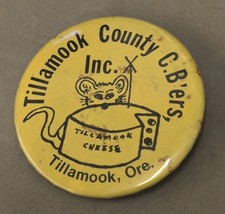 Tillamook County C.B'ers,
Inc.
TILLAMOOK
CHEESE
Tillamook, Ore.